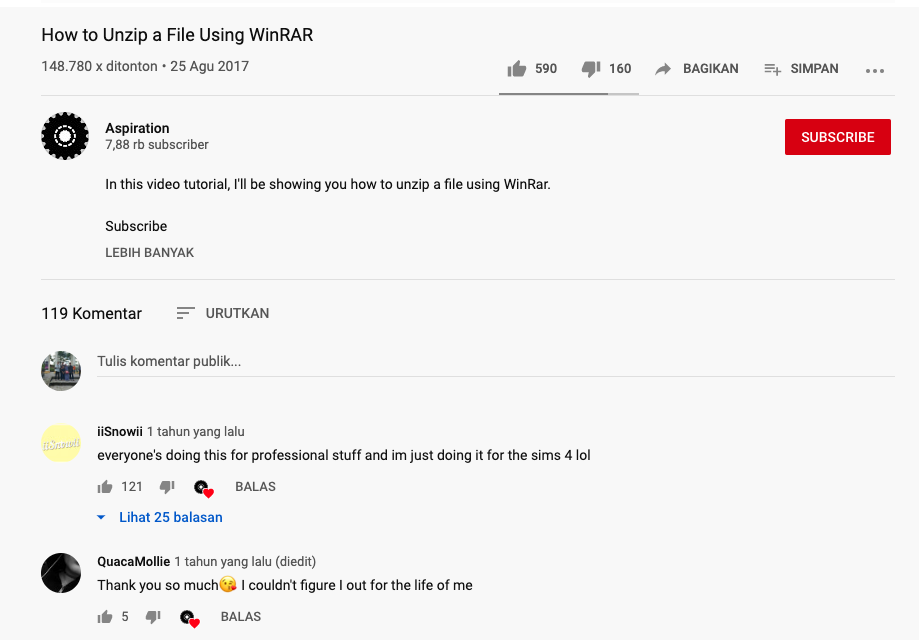 How to Unzip a File Using WinRAR
148.780 x ditonton • 25 Agu 2017
590 160 BAGIKAN SIMPAN
Aspiration
7,88 rb subscriber
SUBSCRIBE
In this video tutorial, I'll be showing you how to unzip a file using WinRar.
Subscribe
LEBIH BANYAK
119 Komentar URUTKAN
Tulis komentar publik...
iiSnowii
iiSnowii 1 tahun yang lalu
everyone's doing this for professional stuff and im just doing it for the sims 4 lol
121 BALAS
Lihat 25 balasan
QuacaMollie 1 tahun yang lalu (diedit)
Thank you so much😘 I couldn't figure I out for the life of me
5 BALAS